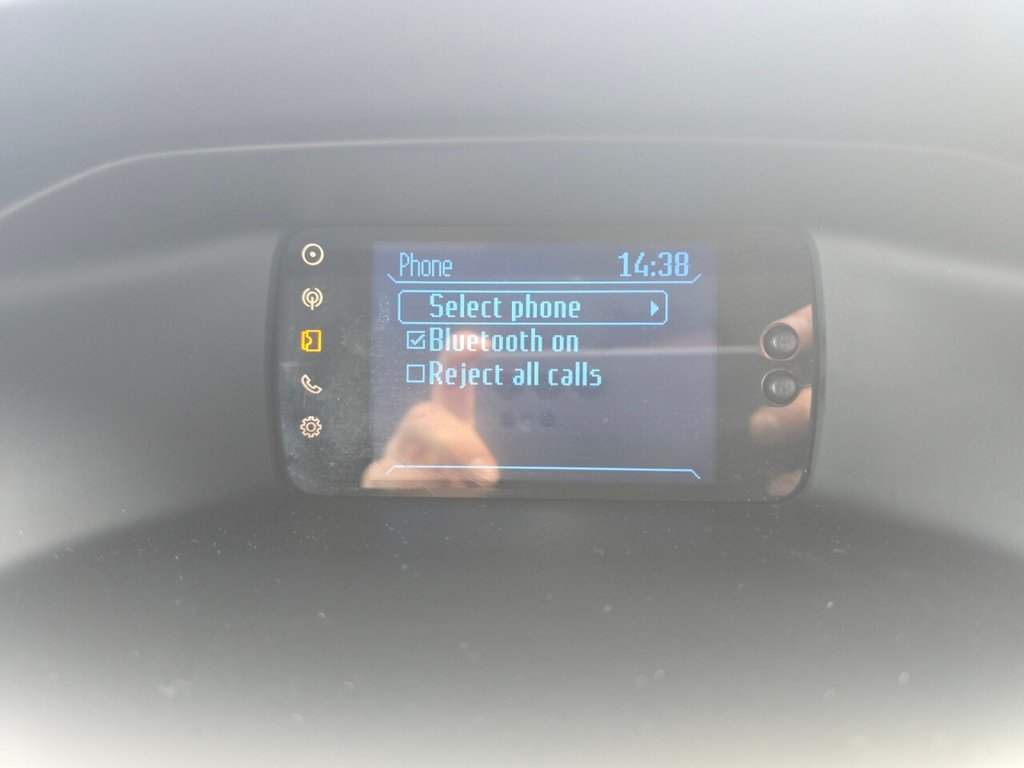 Phone 14:38
Select phone
Bluetooth on
Reject all calls